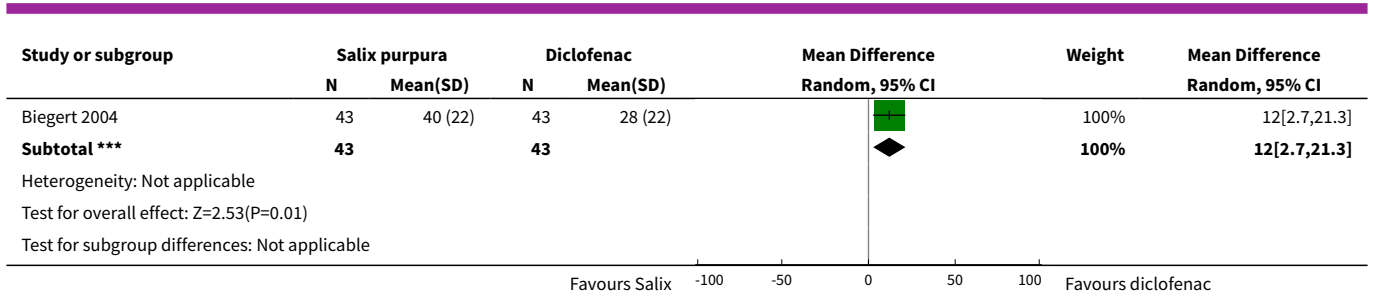 Study or subgroup Salix purpura Diclofenac Mean Difference Weight Mean Difference
N Mean(SD) N Mean(SD) Random, 95% CI Random, 95% CI
Biegert 2004 43 40 (22) 43 28 (22) 100% 12[2.7,21.3]
Subtotal *** 43 43 100% 12[2.7,21.3]
Heterogeneity: Not applicable
Test for overall effect: Z=2.53(P=0.01)
Test for subgroup differences: Not applicable
Favours Salix -100 -50 0 50 100 Favours diclofenac